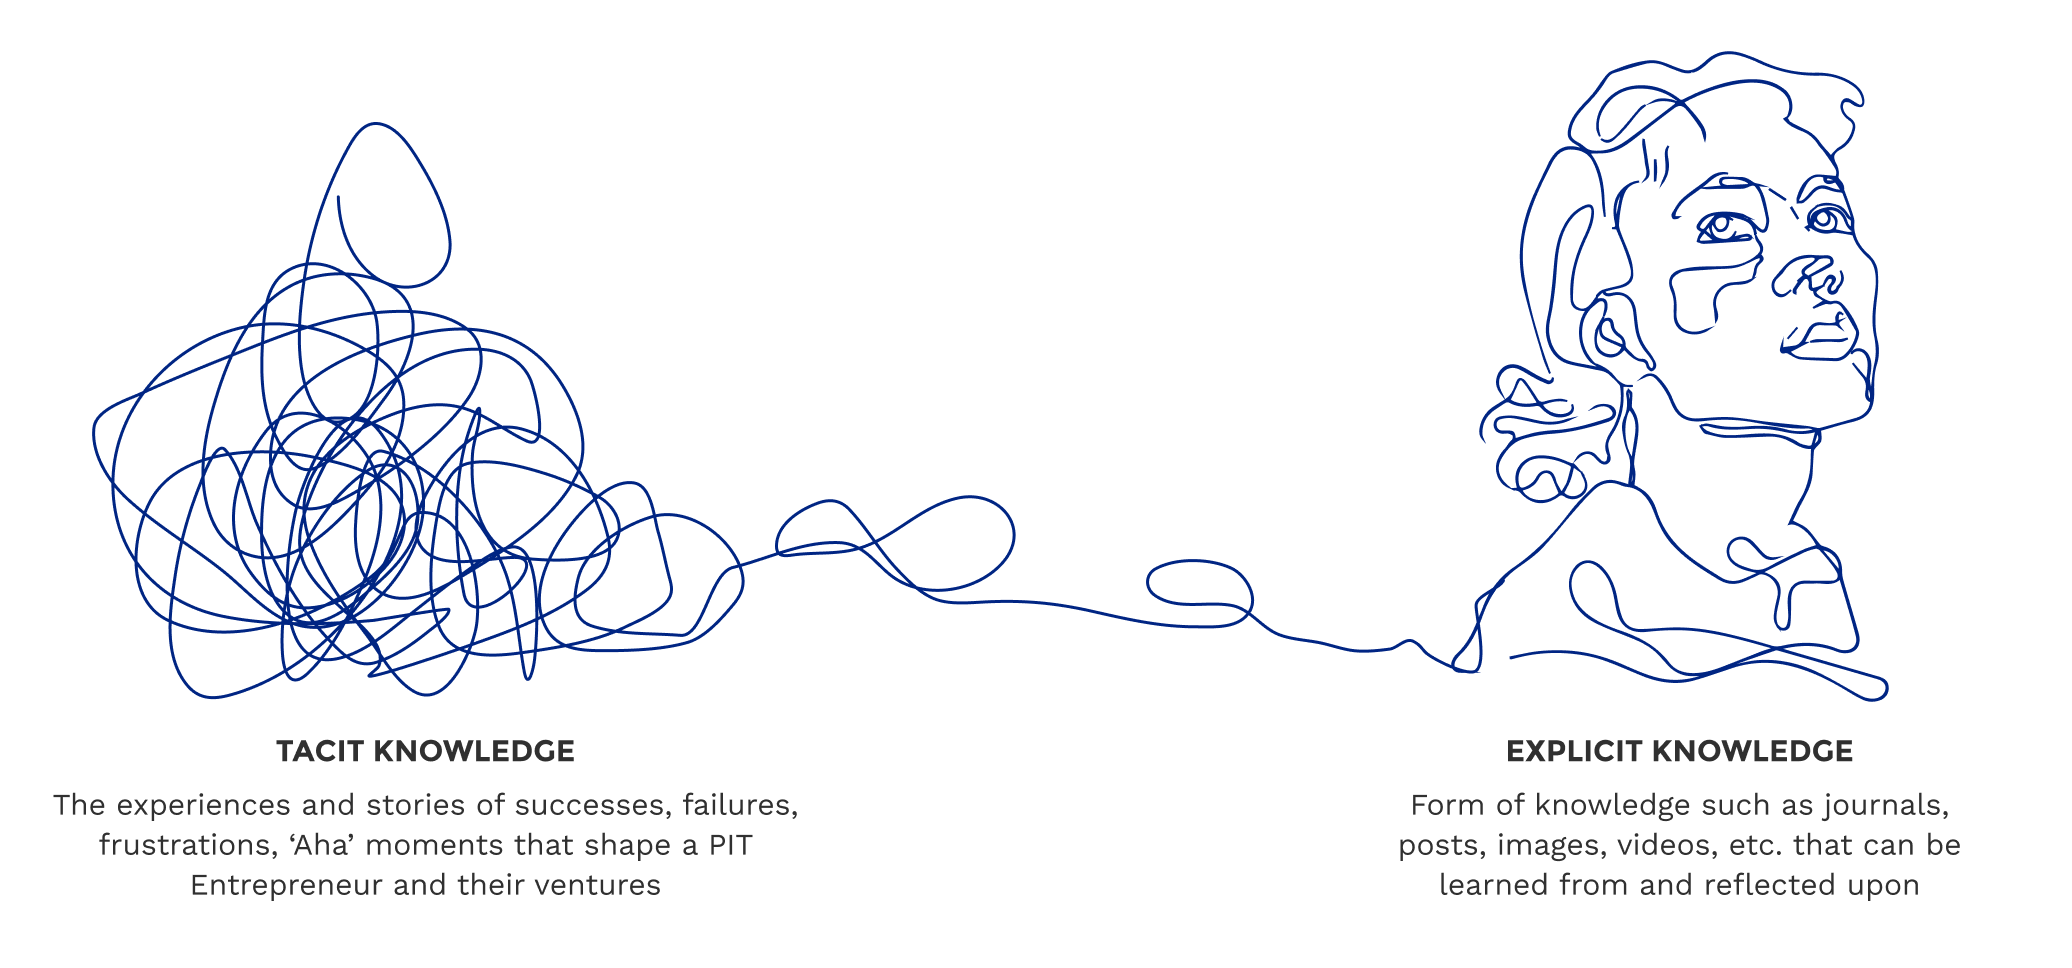 TACIT KNOWLEDGE
The experiences and stories of successes, failures,
frustrations, ‘Aha’ moments that shape a PIT
Entrepreneur and their ventures
EXPLICIT KNOWLEDGE
Form of knowledge such as journals,
posts, images, videos, etc. that can be
learned from and reflected upon